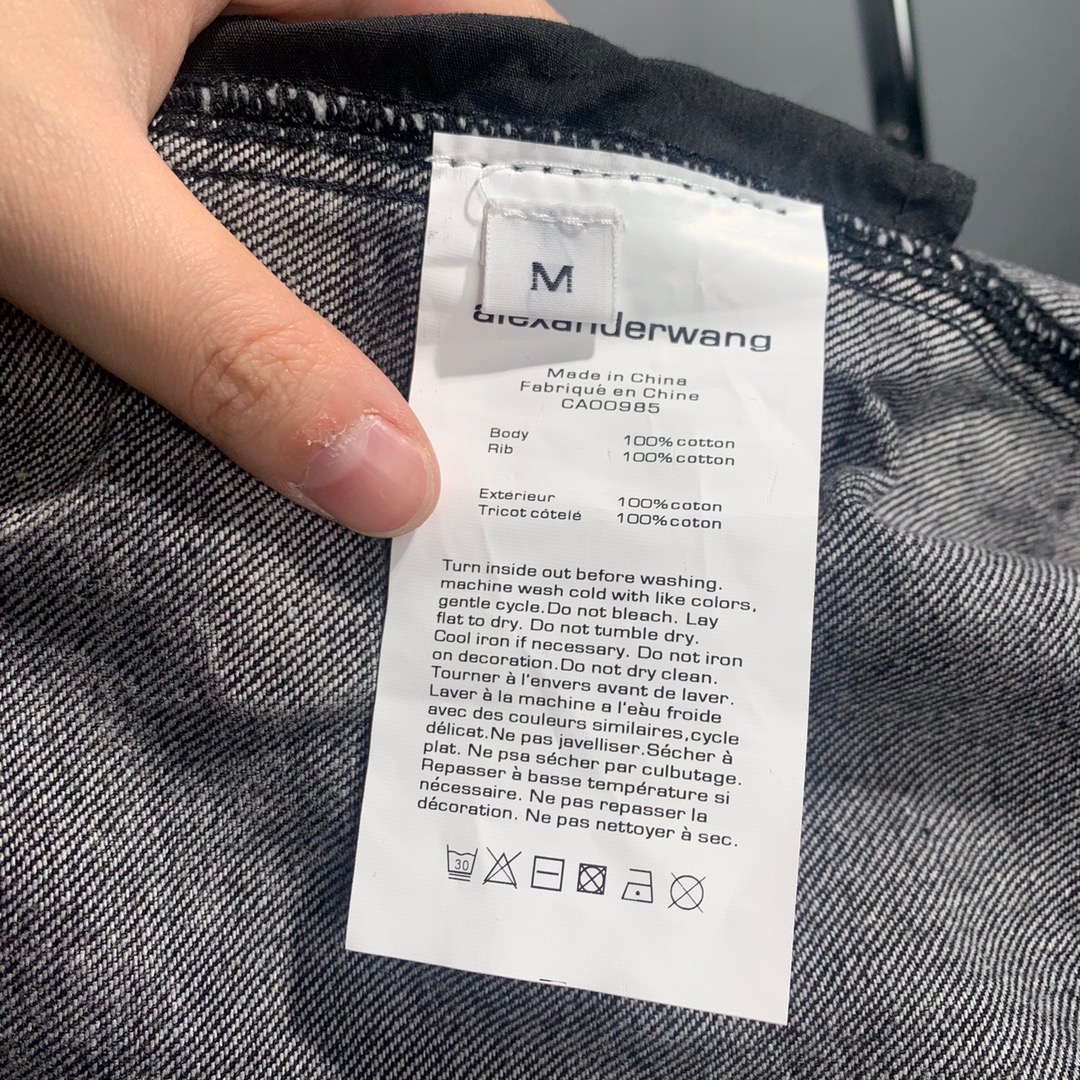 M
alexanderwang
Made in China
Fabriqué en Chine
CA00985
Body 100% cotton
Rib 100% cotton
Extérieur 100% coton
Tricot côtelé 100% coton
Turn inside out before washing.
machine wash cold with like colors,
gentle cycle.Do not bleach. Lay
flat to dry. Do not tumble dry.
Cool iron if necessary. Do not iron
on decoration.Do not dry clean.
Tourner à l'envers avant de laver.
Laver à la machine a l'eàu froide
avec des couleurs similaires,cycle
délicat.Ne pas javelliser.Sécher à
plat. Ne psa sécher par culbutage.
Repasser à basse température si
nécessaire. Ne pas repasser la
décoration. Ne pas nettoyer à sec.
30